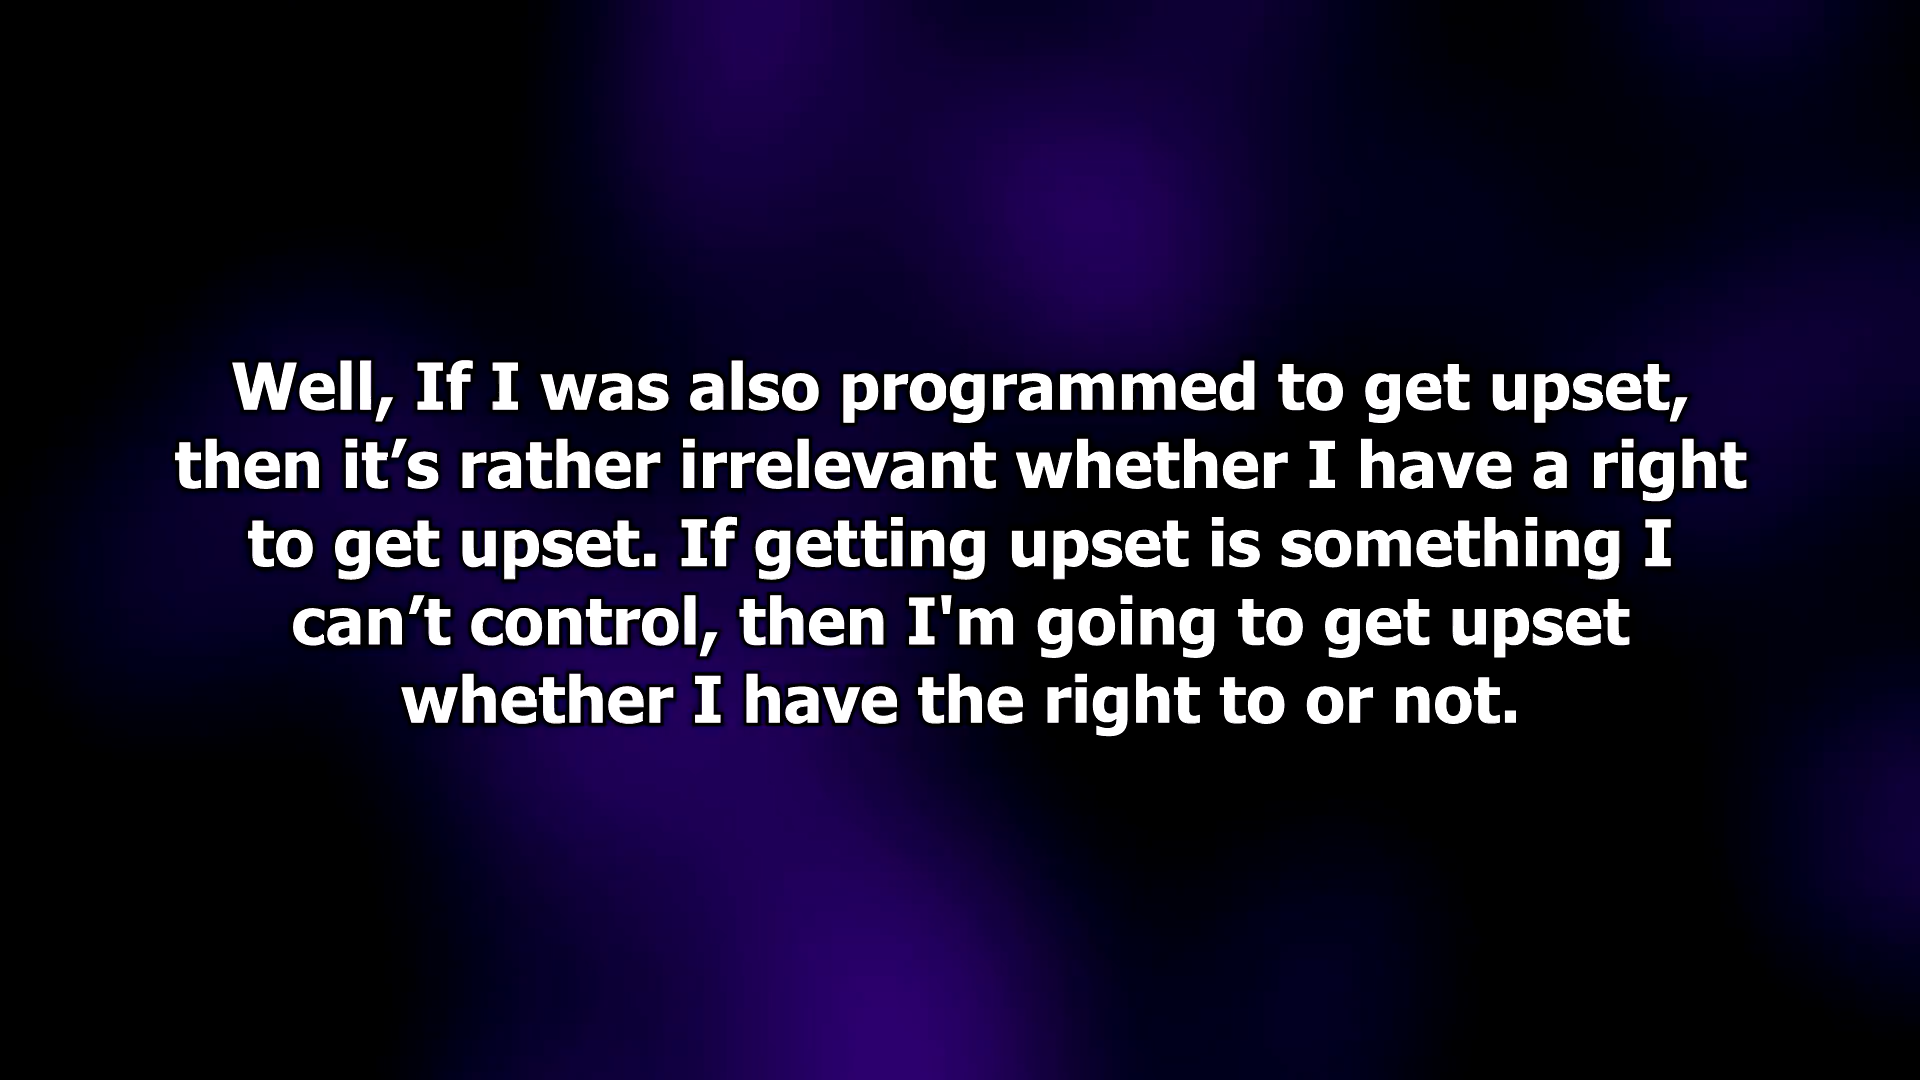 Well, If I was also programmed to get upset,
then it’s rather irrelevant whether I have a right
to get upset. If getting upset is something I
can’t control, then I'm going to get upset
whether I have the right to or not.